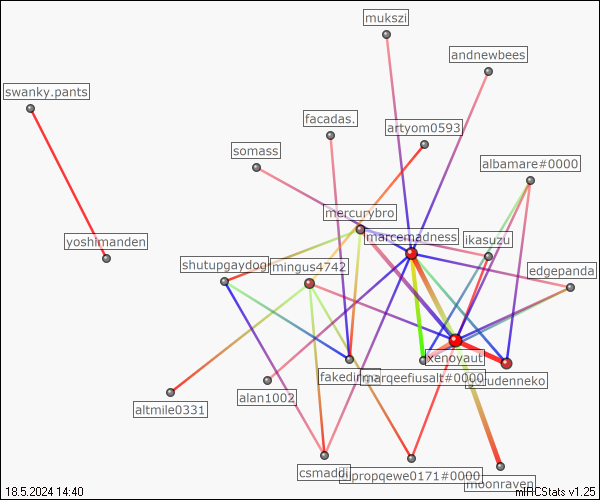 mukszi
andnewbees
swanky.pants
facadas.
artyom0593
somass
albamare#0000
mercurybro
marcemadness
ikasuzu
yoshimanden
shutupgaydog
mingus4742
edgepanda
xenoyaut
fakedirma
marqeefiusalt#0000
rudenneko
alan1002
altmile0331
csmaddi
propqewe0171#0000
moonraven
18.5.2024 14:40
mIRCStats v1.25